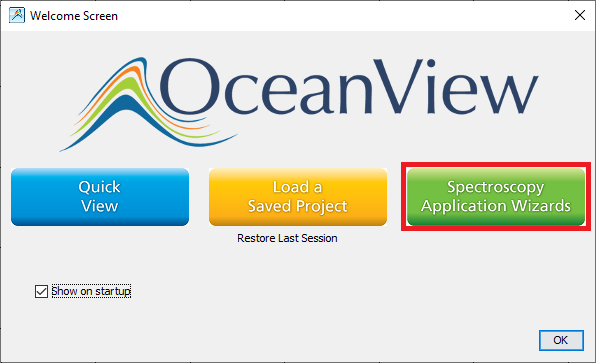 Welcome Screen
OceanView
Quick
View
Load a
Saved Project
Spectroscopy
Application Wizards
Restore Last Session
Show on startup
OK